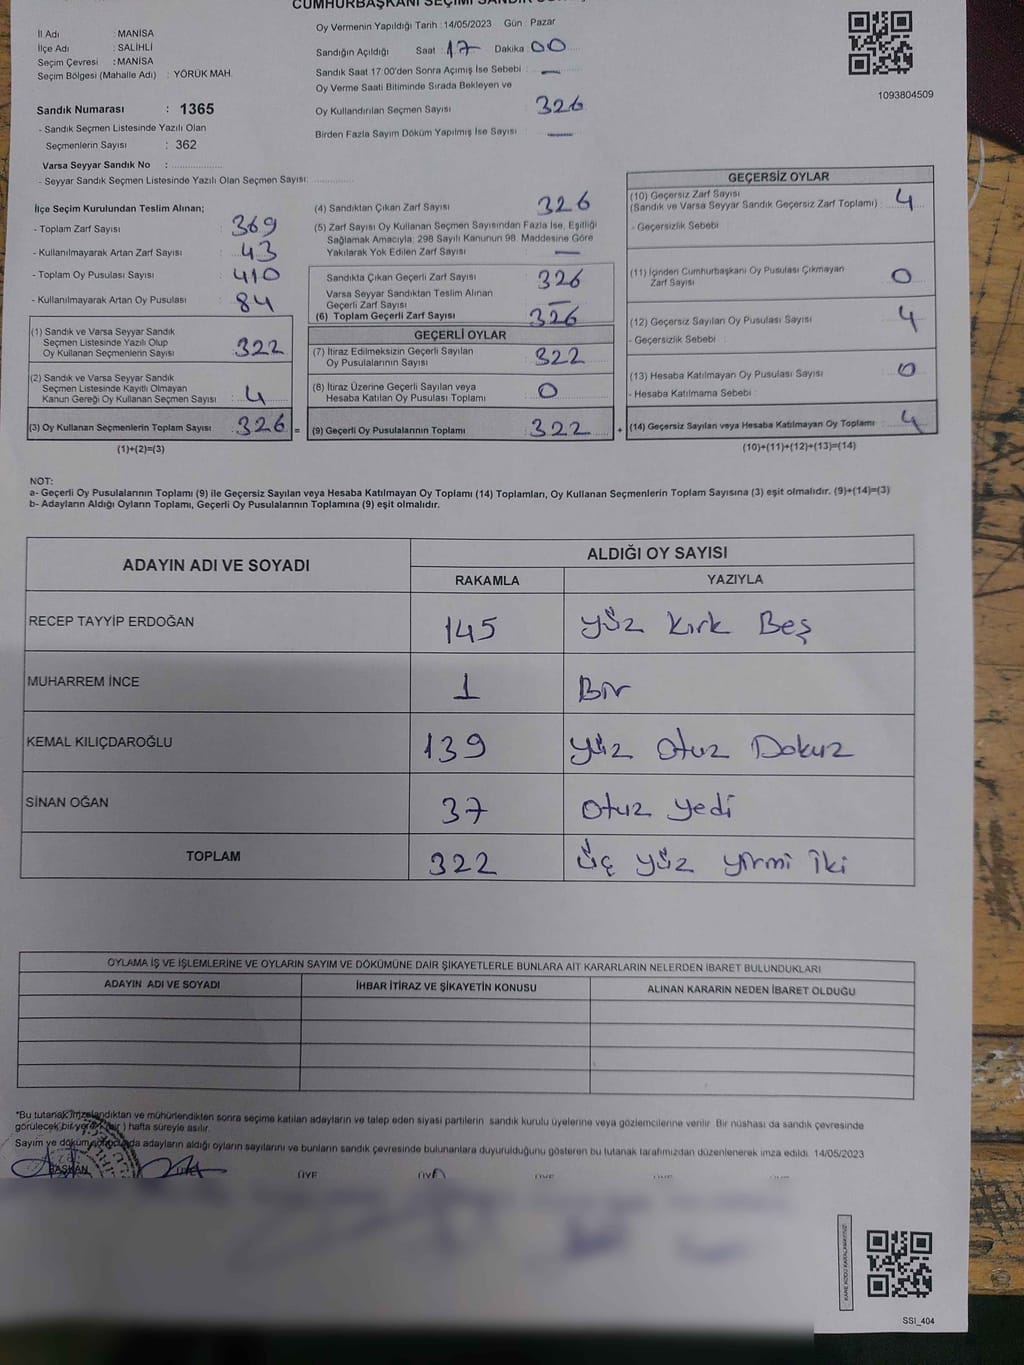 İl Adı : MANİSA
İlçe Adı : SALİHLİ
Seçim Çevresi : MANİSA
Seçim Bölgesi (Mahalle Adı) : YÖRÜK MAH.
Sandık Numarası : 1365
- Sandık Seçmen Listesinde Yazılı Olan
Seçmenlerin Sayısı : 362
Varsa Seyyar Sandık No :
- Seyyar Sandık Seçmen Listesinde Yazılı Olan Seçmen Sayısı:
Oy Vermenin Yapıldığı Tarih : 14/05/2023 Gün : Pazar
Sandığın Açıldığı Saat : 17 Dakika : 00
Sandık Saat 17:00'den Sonra Açımış İse Sebebi : —
Oy Verme Saati Bitiminde Sırada Bekleyen ve
Oy Kullandırılan Seçmen Sayısı 326
Birden Fazla Sayım Döküm Yapılmış İse Sayısı : —
1093804509
İlçe Seçim Kurulundan Teslim Alınan;
- Toplam Zarf Sayısı : 369
- Kullanılmayarak Artan Zarf Sayısı : 43
- Toplam Oy Pusulası Sayısı : 410
- Kullanılmayarak Artan Oy Pusulası : 84
(1) Sandık ve Varsa Seyyar Sandık
Seçmen Listesinde Yazılı Olup
Oy Kullanan Seçmenlerin Sayısı : 322
(2) Sandık ve Varsa Seyyar Sandık
Seçmen Listesinde Kayıtlı Olmayan
Kanun Gereği Oy Kullanan Seçmen Sayısı : 4
(3) Oy Kullanan Seçmenlerin Toplam Sayısı : 326 =
(1)+(2)=(3)
(4) Sandıktan Çıkan Zarf Sayısı : 326
(5) Zarf Sayısı Oy Kullanan Seçmen Sayısından Fazla İse, Eşitliği
Sağlamak Amacıyla; 298 Sayılı Kanunun 98. Maddesine Göre
Yakılarak Yok Edilen Zarf Sayısı : —
Sandıkta Çıkan Geçerli Zarf Sayısı : 326
Varsa Seyyar Sandıktan Teslim Alınan
Geçerli Zarf Sayısı : —
(6) Toplam Geçerli Zarf Sayısı : 326
GEÇERLİ OYLAR
(7) İtiraz Edilmeksizin Geçerli Sayılan
Oy Pusulalarının Sayısı : 322
(8) İtiraz Üzerine Geçerli Sayılan veya
Hesaba Katılan Oy Pusulası Toplamı : 0
(9) Geçerli Oy Pusulalarının Toplamı : 322 +
GEÇERSİZ OYLAR
(10) Geçersiz Zarf Sayısı
(Sandık ve Varsa Seyyar Sandık Geçersiz Zarf Toplamı) : 4
- Geçersizlik Sebebi :
(11) İçinden Cumhurbaşkanı Oy Pusulası Çıkmayan
Zarf Sayısı : 0
(12) Geçersiz Sayılan Oy Pusulası Sayısı : 4
- Geçersizlik Sebebi :
(13) Hesaba Katılmayan Oy Pusulası Sayısı : 0
- Hesaba Katılmama Sebebi :
(14) Geçersiz Sayılan veya Hesaba Katılmayan Oy Toplamı : 4
(10)+(11)+(12)+(13)=(14)
NOT:
a- Geçerli Oy Pusulalarının Toplamı (9) ile Geçersiz Sayılan veya Hesaba Katılmayan Oy Toplamı (14) Toplamları, Oy Kullanan Seçmenlerin Toplam Sayısına (3) eşit olmalıdır. (9)+(14)=(3)
b- Adayların Aldığı Oyların Toplamı, Geçerli Oy Pusulalarının Toplamına (9) eşit olmalıdır.
ADAYIN ADI VE SOYADI
ALDIĞI OY SAYISI
RAKAMLA YAZIYLA
RECEP TAYYİP ERDOĞAN 145 yüz kırk Beş
MUHARREM İNCE 1 Bir
KEMAL KILIÇDAROĞLU 139 yüz otuz Dokuz
SİNAN OĞAN 37 otuz yedi
TOPLAM 322 üç yüz yirmi iki
OYLAMA İŞ VE İŞLEMLERİNE VE OYLARIN SAYIM VE DÖKÜMÜNE DAİR ŞİKAYETLERLE BUNLARA AİT KARARLARIN NELERDEN İBARET BULUNDUKLARI
ADAYIN ADI VE SOYADI İHBAR İTİRAZ VE ŞİKAYETİN KONUSU ALINAN KARARIN NEDEN İBARET OLDUĞU
*Bu tutanak imzalandıktan ve mühürlendikten sonra seçime katılan adayların ve talep eden siyasi partilerin sandık kurulu üyelerine veya gözlemcilerine verilir. Bir nüshası da sandık çevresinde
görülecek bir yere (bir) hafta süreyle asılır.
Sayım ve döküm sonucunda adayların aldığı oyların sayılarını ve bunların sandık çevresinde bulunanlara duyurulduğunu gösteren bu tutanak tarafımızdan düzenlenerek imza edildi. 14/05/2023
BAŞKAN ÜYE ÜYE
SSİ_404